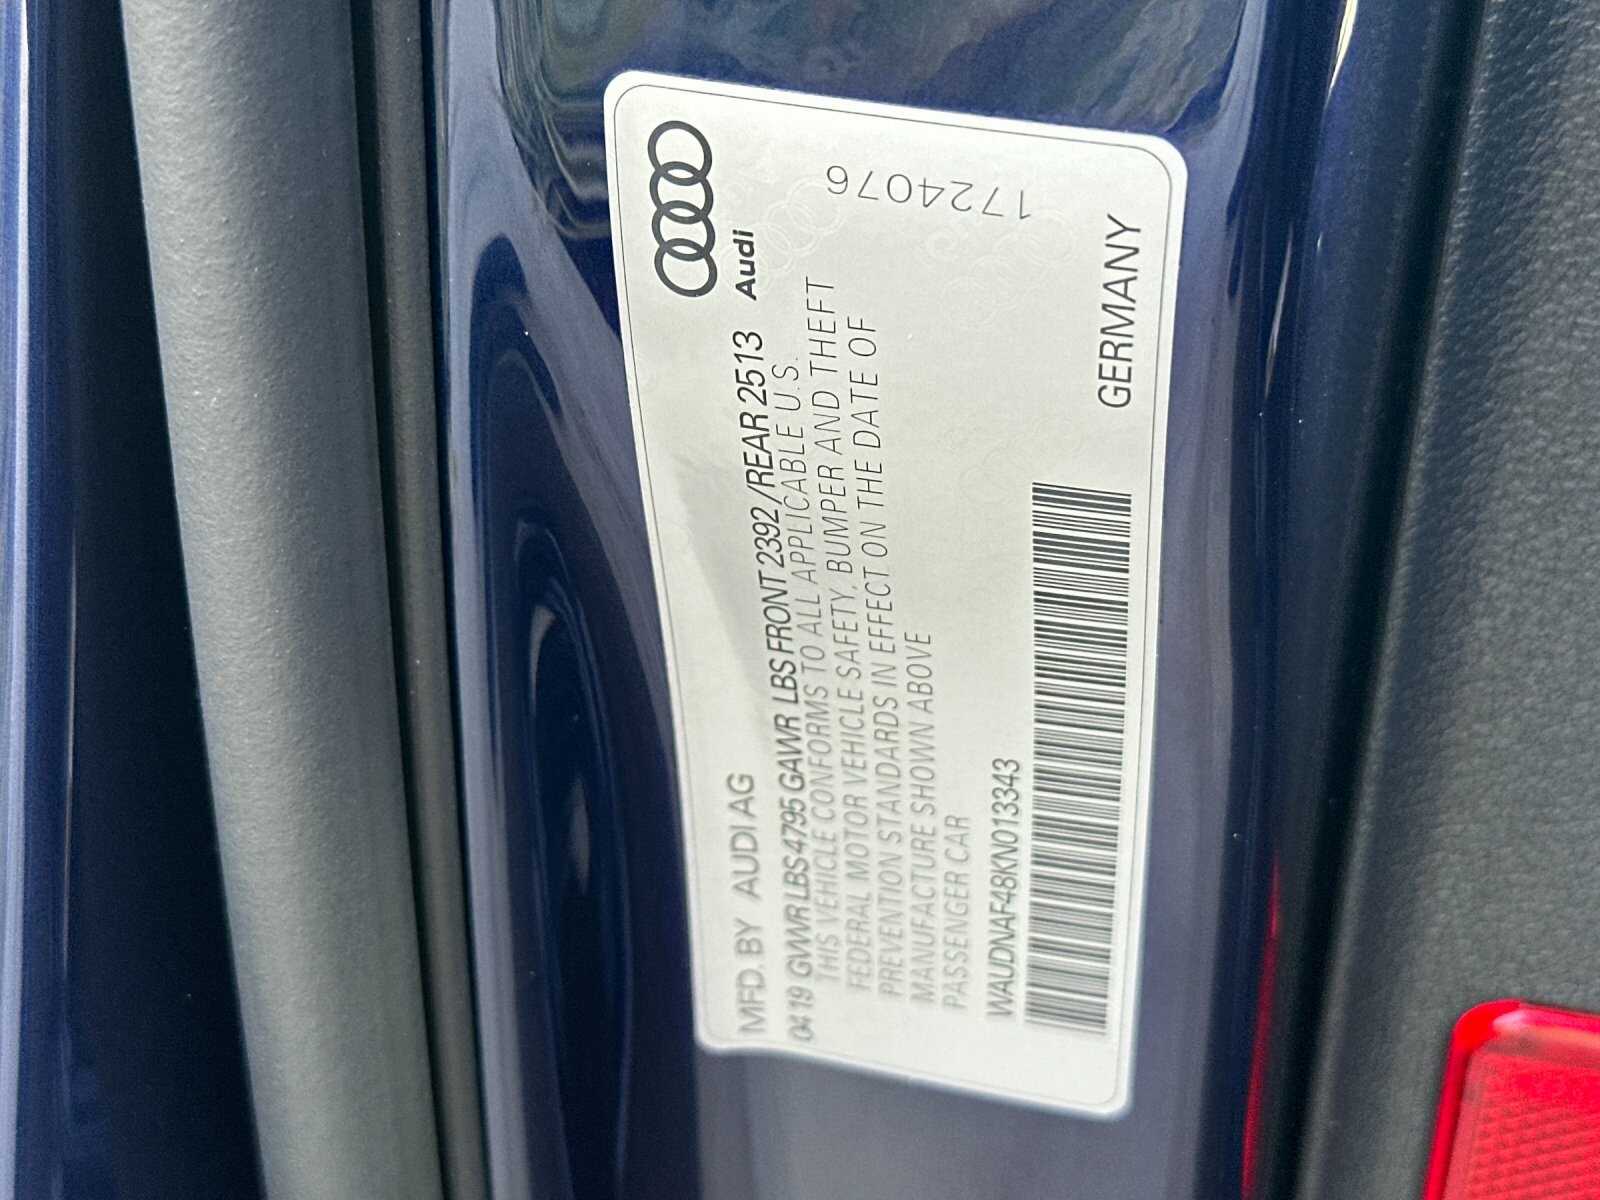 MFD. BY AUDI AG
Audi
04 19 GVWR LBS 4795 GAWR LBS FRONT 2392 /REAR 2513
THIS VEHICLE CONFORMS TO ALL APPLICABLE U.S.
FEDERAL MOTOR VEHICLE SAFETY, BUMPER AND THEFT
PREVENTION STANDARDS IN EFFECT ON THE DATE OF
MANUFACTURE SHOWN ABOVE
PASSENGER CAR
1724076
WAUDNAF48KN013343
GERMANY